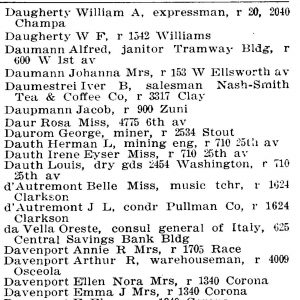 Daugherty William A, expressman, r 20, 2040
Champa
Daugherty W F, r 1542 Williams
Daumann Alfred, janitor Tramway Bldg, r
600 W 1st av
Daumann Johanna Mrs, r 153 W Ellsworth av
Daumestrei Iver B, salesman Nash-Smith
Tea & Coffee Co, r 3317 Clay
Daupmann Jacob, r 900 Zuni
Daur Rosa Miss, 4775 6th av
Daurom George, miner, r 2534 Stout
Dauth Herman L, mining eng, r 710 25th av
Dauth Irene Eyser Miss, r 710 25th av
Dauth Louis, dry gds 2454 Washington, r 710
25th av
d'Autremont Belle Miss, music tchr, r 1624
Clarkson
d'Autremont J L, condr Pullman Co, r 1624
Clarkson
da Vella Oreste, consul general of Italy, 625
Central Savings Bank Bldg
Davenport Annie R Mrs, r 1705 Race
Davenport Arthur R, warehouseman, r 4009
Osceola
Davenport Ellen Nora Mrs, r 1340 Corona
Davenport Emma J Mrs, r 1340 Corona